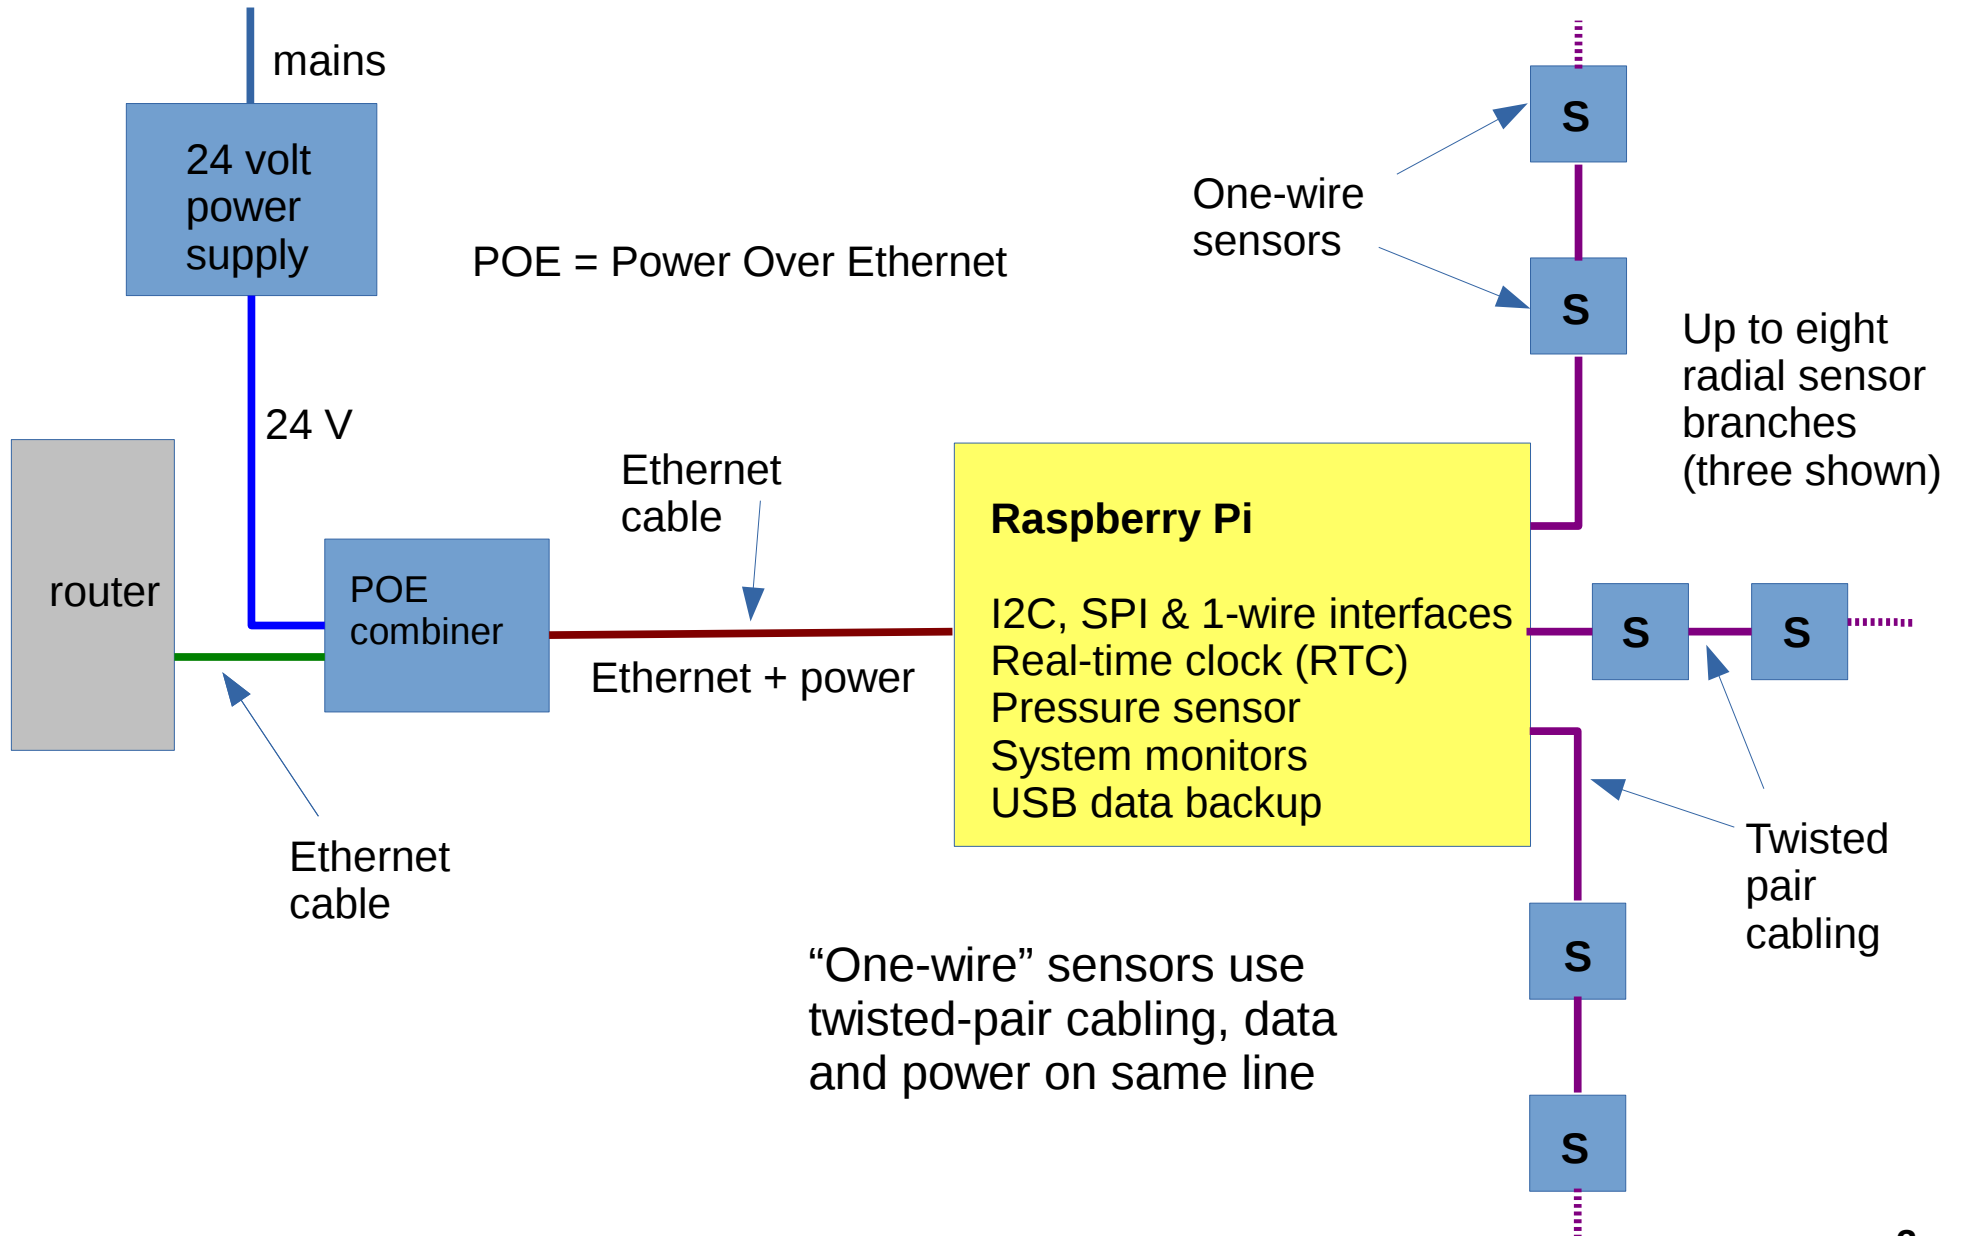 mains
24 volt
power
supply
POE = Power Over Ethernet
One-wire
sensors
S
S
Up to eight
radial sensor
branches
(three shown)
24 V
router
POE
combiner
Ethernet
cable
Ethernet + power
Ethernet
cable
Raspberry Pi
I2C, SPI & 1-wire interfaces
Real-time clock (RTC)
Pressure sensor
System monitors
USB data backup
S
S
Twisted
pair
cabling
S
S
“One-wire” sensors use
twisted-pair cabling, data
and power on same line